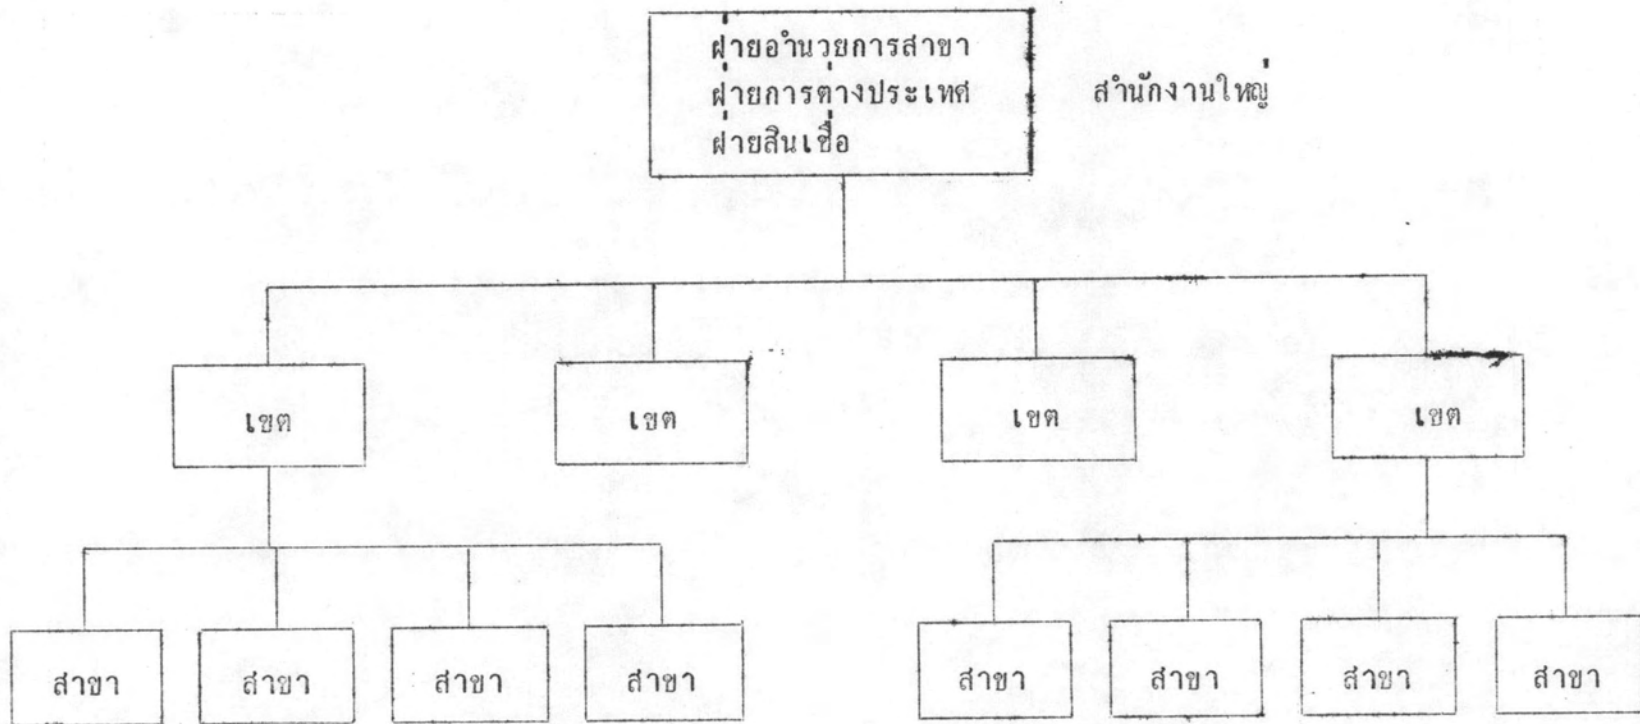 ฝ่ายอำนวยการสาขา
ฝ่ายการต่างประเทศ
ฝ่ายสินเชื่อ
สำนักงานใหญ่
เขต
เขต
เขต
เขต
สาขา
สาขา
สาขา
สาขา
สาขา
สาขา
สาขา
สาขา